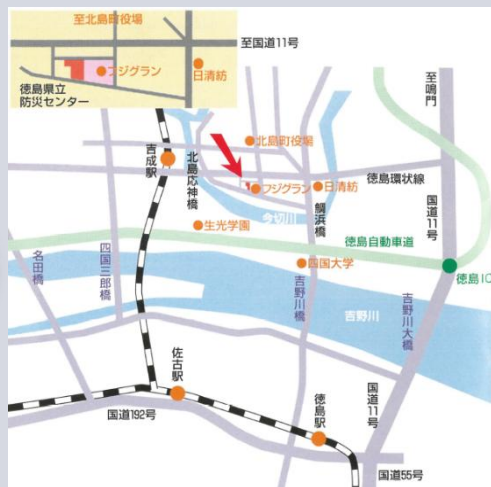 至北島町役場
至国道11号
フジグラン
日清紡
徳島県立
防災センター
至鳴門
北島町役場
吉成駅
北島応神橋
フジグラン
日清紡
徳島環状線
今切川
鯛浜橋
国道11号
生光学園
徳島自動車道
四国大学
徳島IC
名田橋
四国三郎橋
吉野川橋
吉野川
吉野川大橋
佐古駅
徳島駅
国道11号
国道192号
国道55号